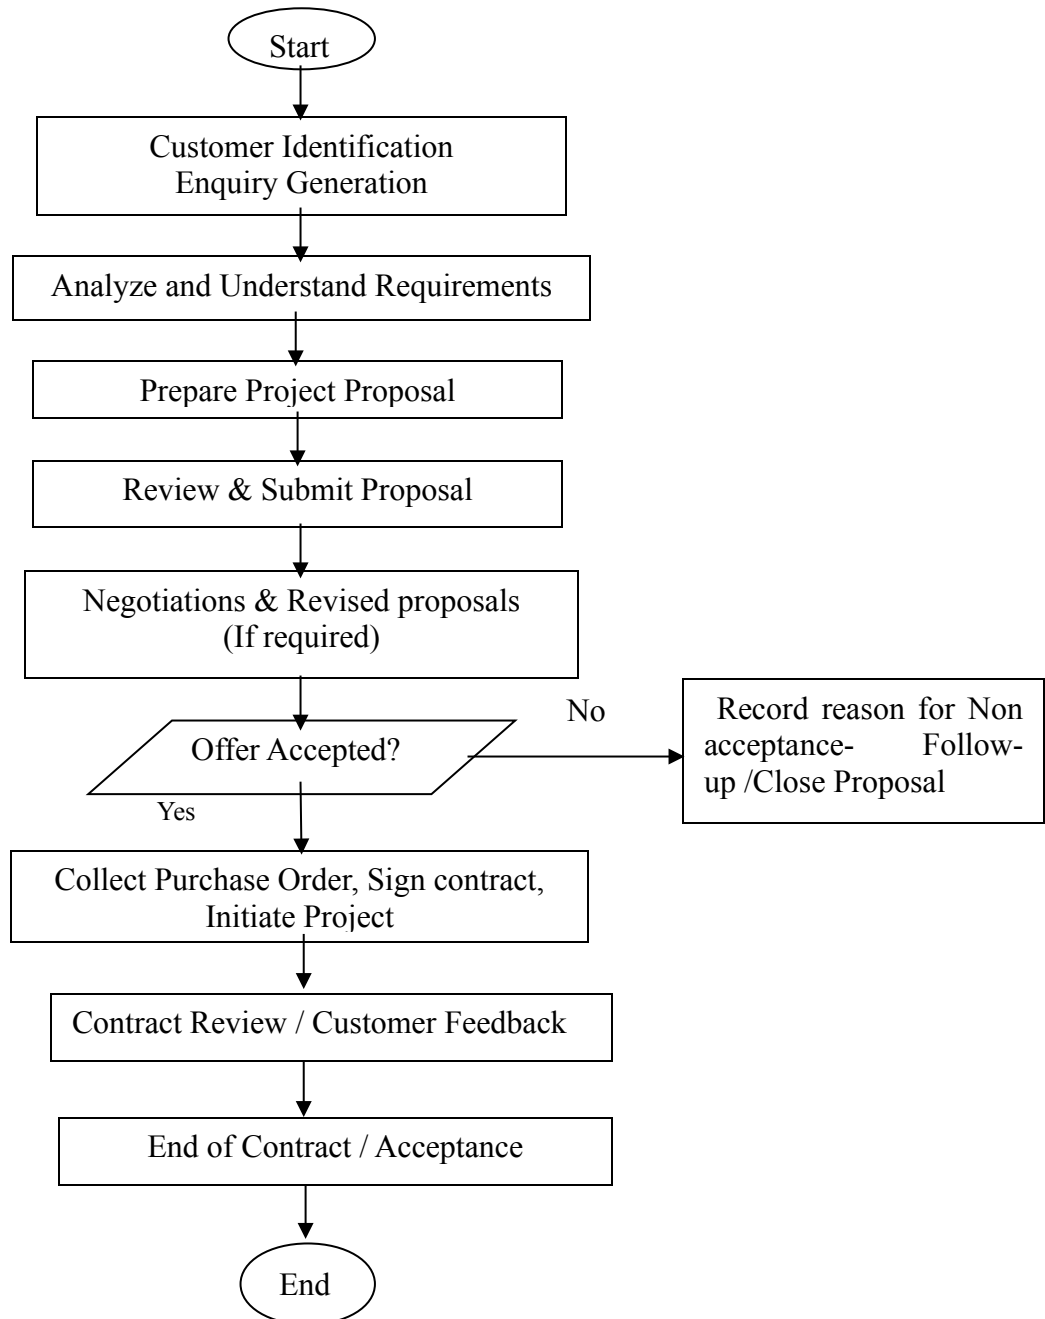 Start
Customer Identification
Enquiry Generation
Analyze and Understand Requirements
Prepare Project Proposal
Review & Submit Proposal
Negotiations & Revised proposals
(If required)
Offer Accepted?
No
Record reason for Non
acceptance- Follow-
up /Close Proposal
Yes
Collect Purchase Order, Sign contract,
Initiate Project
Contract Review / Customer Feedback
End of Contract / Acceptance
End